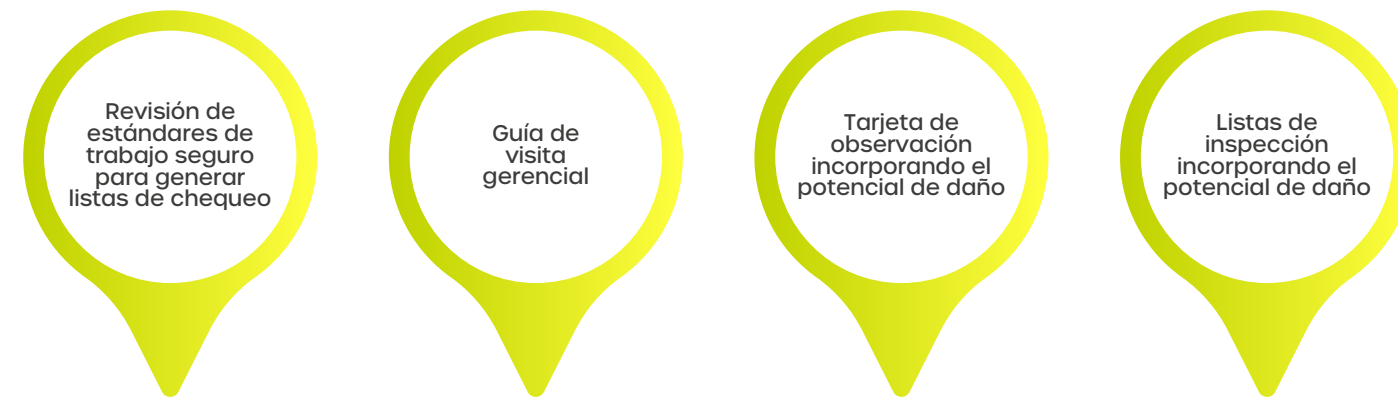 Revisión de
estándares de
trabajo seguro
para generar
listas de chequeo
Guía de
visita
gerencial
Tarjeta de
observación
incorporando el
potencial de daño
Listas de
inspección
incorporando el
potencial de daño